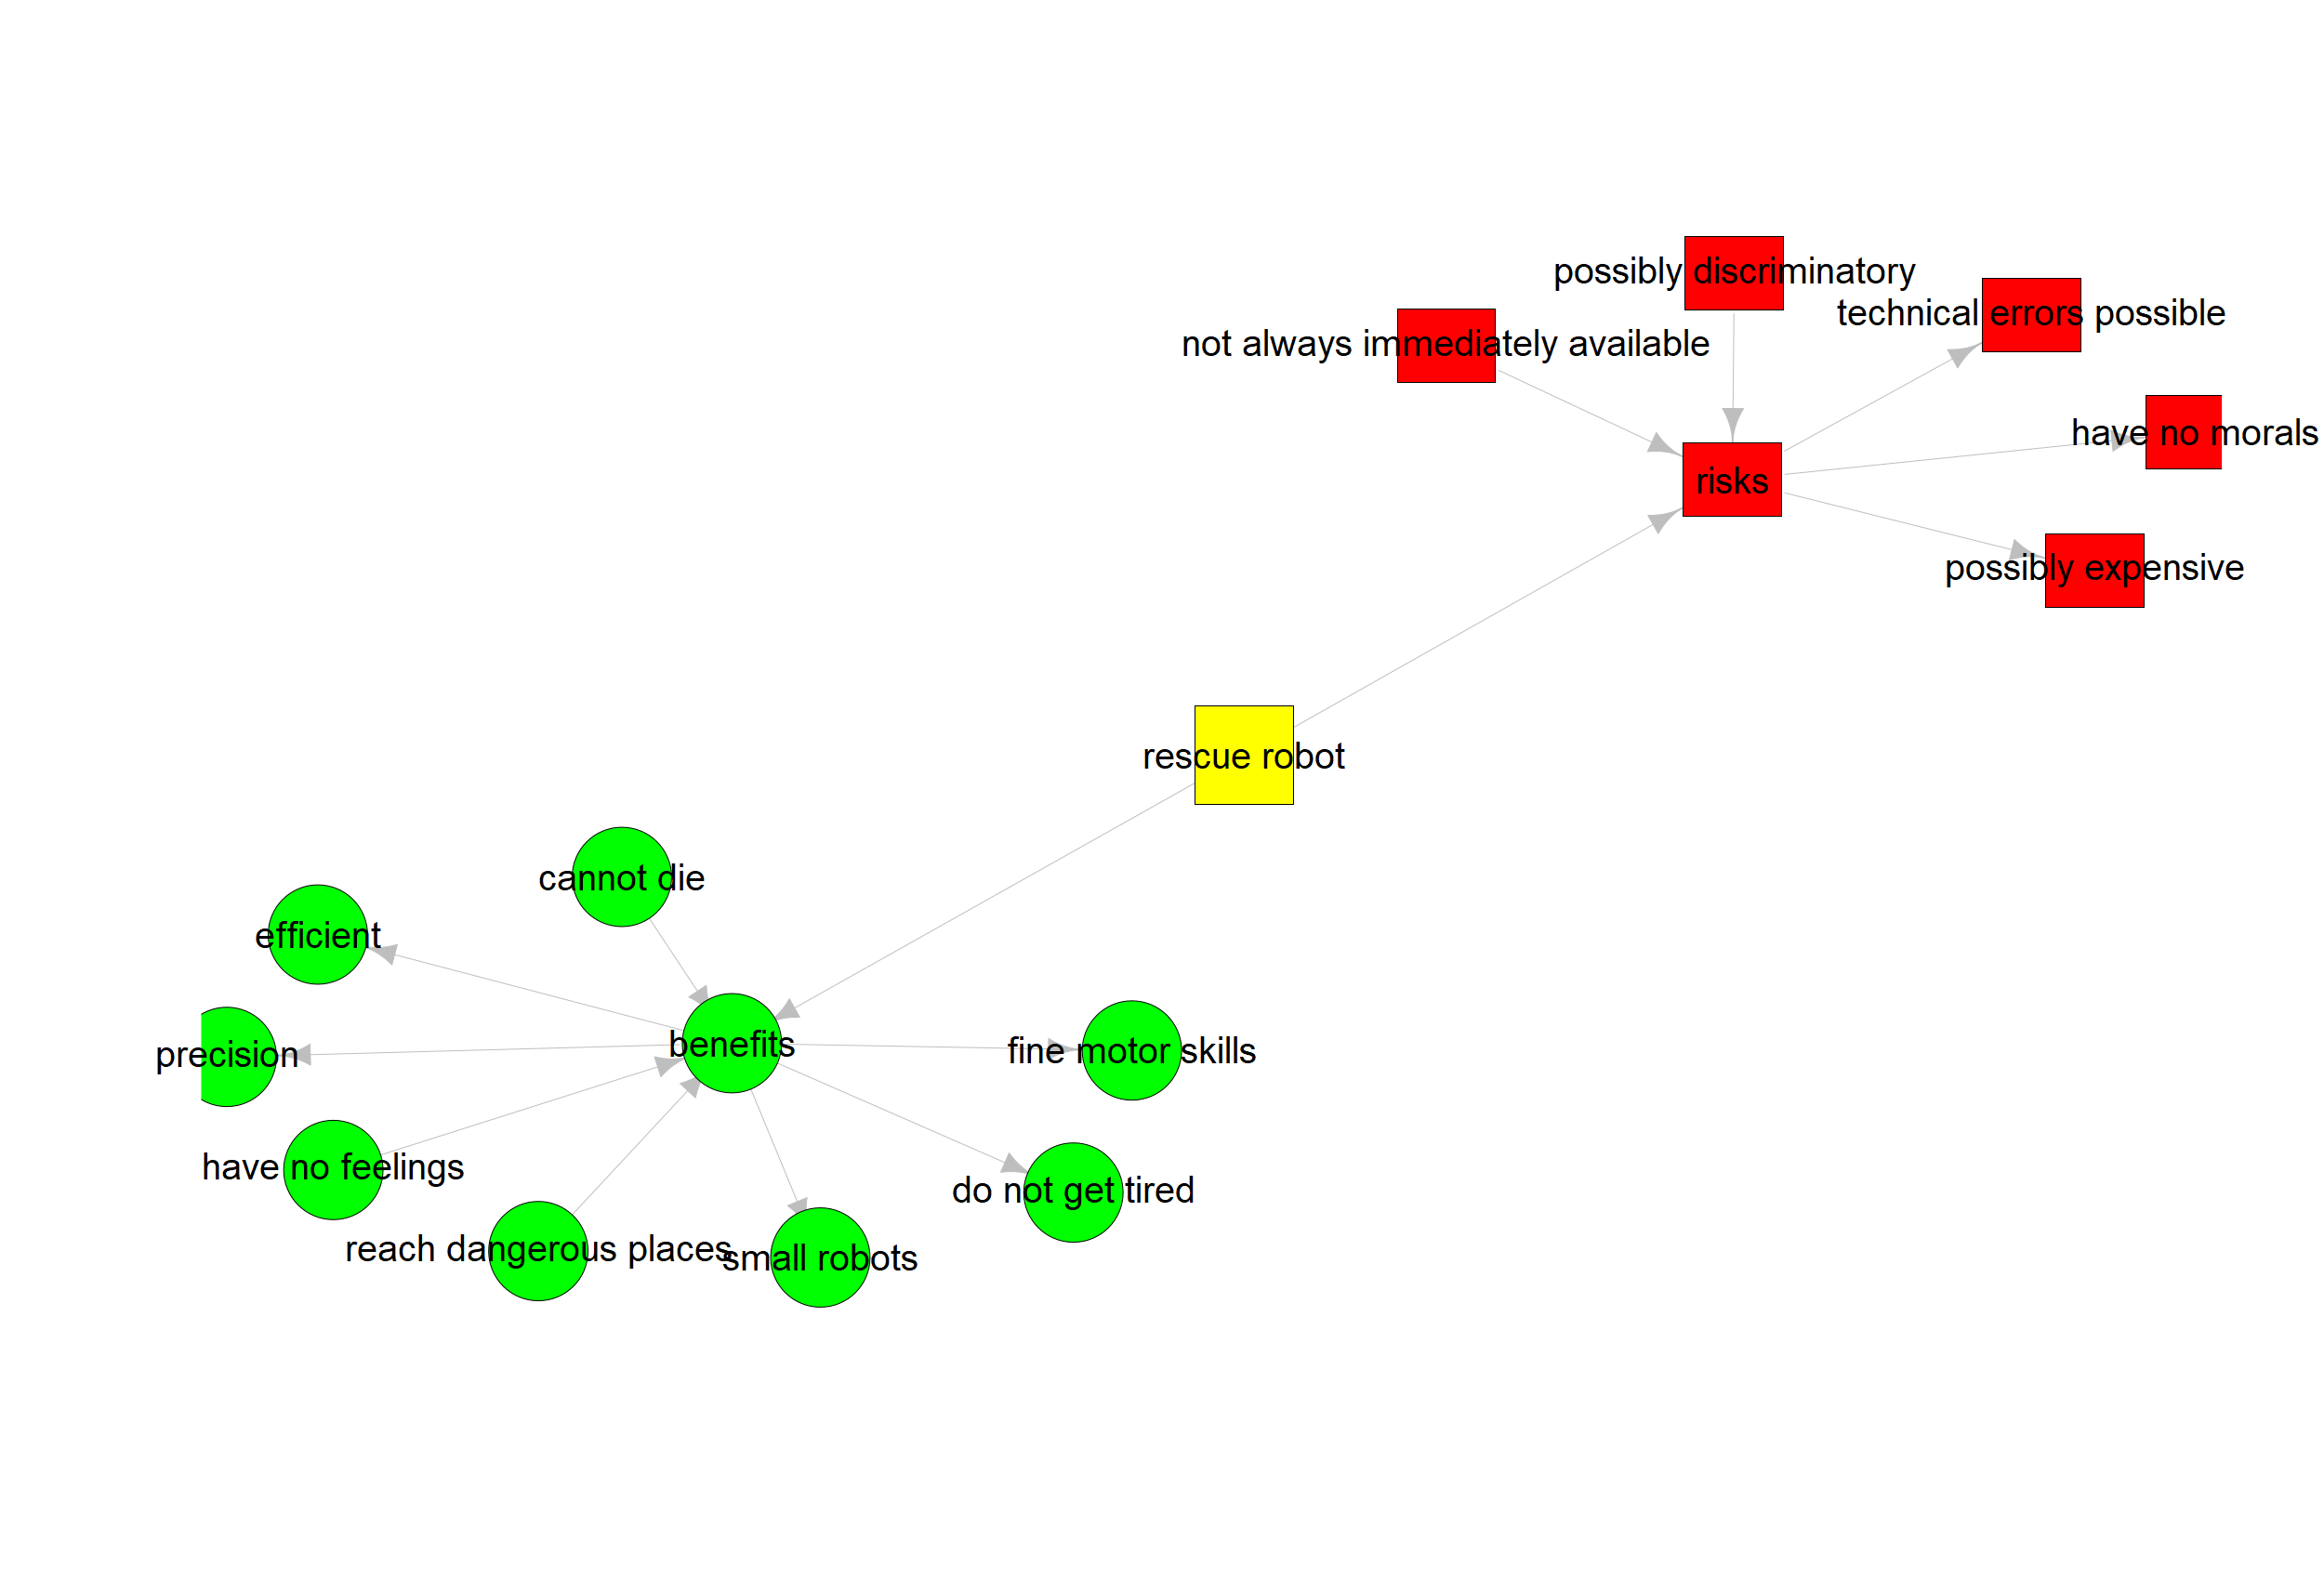 possibly discriminatory
technical errors possible
not always immediately available
have no morals
risks
possibly expensive
rescue robot
cannot die
efficient
benefits
fine motor skills
precision
have no feelings
do not get tired
reach dangerous places
small robots